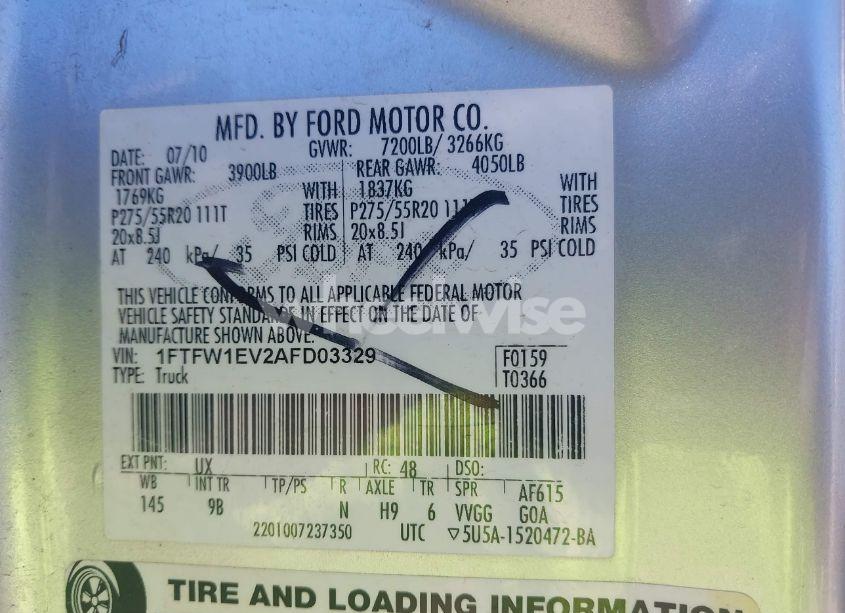 MFD. BY FORD MOTOR CO.
DATE: 07/10 GVWR: 7200LB/ 3266KG
FRONT GAWR: 3900LB REAR GAWR: 4050LB
1769KG WITH 1837KG WITH
P275/55R20 111T TIRES P275/55R20 111T TIRES
20x8.5J RIMS 20x8.5J RIMS
AT 240 kPa/ 35 PSI COLD AT 240 kPa/ 35 PSI COLD
THIS VEHICLE CONFORMS TO ALL APPLICABLE FEDERAL MOTOR
VEHICLE SAFETY STANDARDS IN EFFECT ON THE DATE OF
MANUFACTURE SHOWN ABOVE.
wheelwise
VIN: 1FTFW1EV2AFD03329 F0159
TYPE: Truck T0366
EXT PNT: UX RC: 48 DSO:
WB INT TR TP/PS R AXLE TR SPR AF615
145 9B N H9 6 VVGG GOA
2201007237350 UTC ▽5U5A-1520472-BA
TIRE AND LOADING INFORMATION